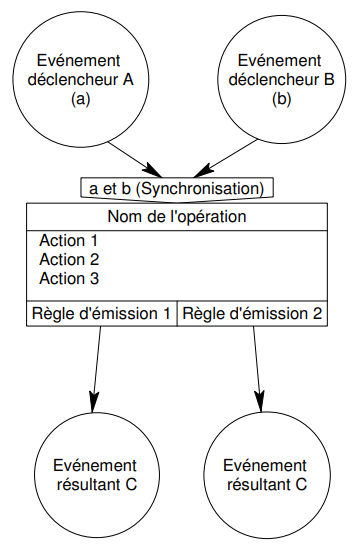 Evénement
déclencheur A
(a)
Evénement
déclencheur B
(b)
a et b (Synchronisation)
Nom de l'opération
Action 1
Action 2
Action 3
Règle d'émission 1
Règle d'émission 2
Evénement
résultant C
Evénement
résultant C